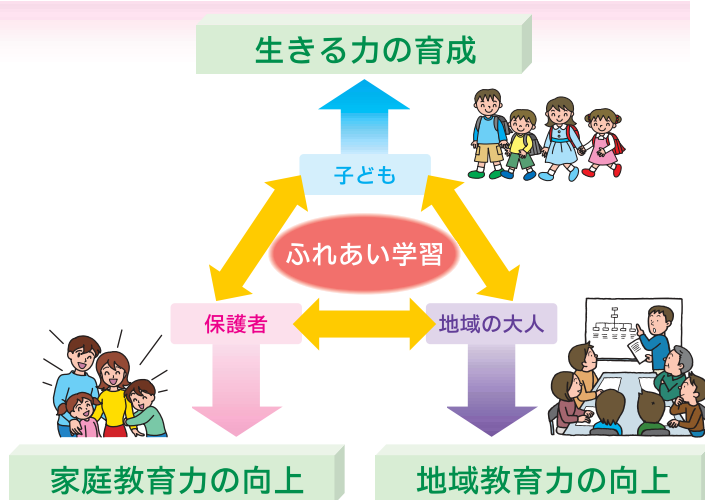 生きる力の育成
子ども
ふれあい学習
保護者
地域の大人
家庭教育力の向上
地域教育力の向上